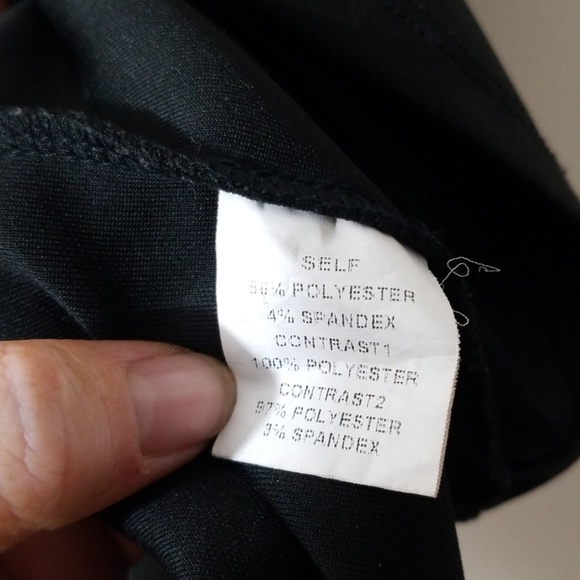 SELF
96% POLYESTER
4% SPANDEX
CONTRAST1
100% POLYESTER
CONTRAST2
97% POLYESTER
3% SPANDEX